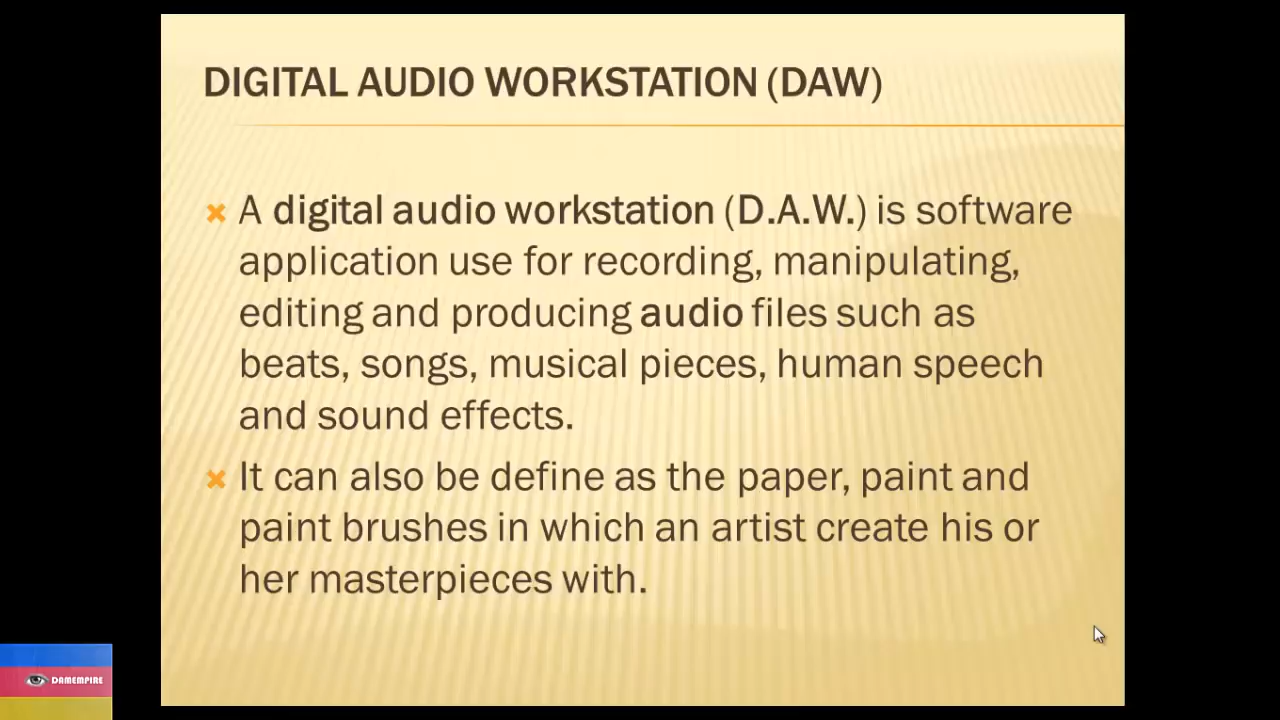 DIGITAL AUDIO WORKSTATION (DAW)
A digital audio workstation (D.A.W.) is software
application use for recording, manipulating,
editing and producing audio files such as
beats, songs, musical pieces, human speech
and sound effects.
It can also be define as the paper, paint and
paint brushes in which an artist create his or
her masterpieces with.
DAMEMPIRE